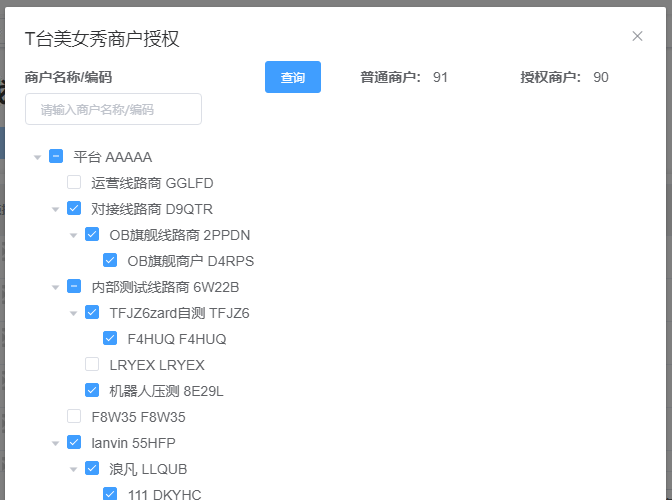 T台美女秀商户授权
商户名称/编码 查询 普通商户： 91 授权商户： 90
请输入商户名称/编码
平台 AAAAA
运营线路商 GGLFD
对接线路商 D9QTR
OB旗舰线路商 2PPDN
OB旗舰商户 D4RPS
内部测试线路商 6W22B
TFJZ6zard自测 TFJZ6
F4HUQ F4HUQ
LRYEX LRYEX
机器人压测 8E29L
F8W35 F8W35
lanvin 55HFP
浪凡 LLQUB
111 DKYHC